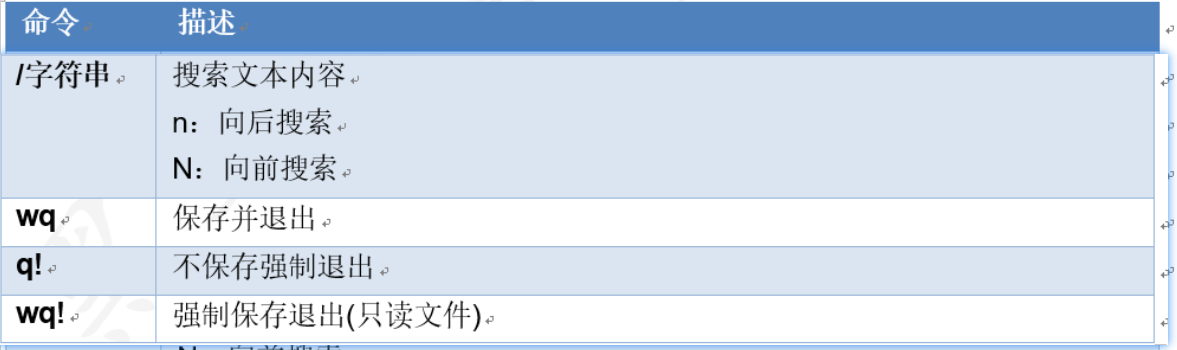 命令 描述
/字符串 搜索文本内容
n：向后搜索
N：向前搜索
wq 保存并退出
q! 不保存强制退出
wq! 强制保存退出(只读文件)